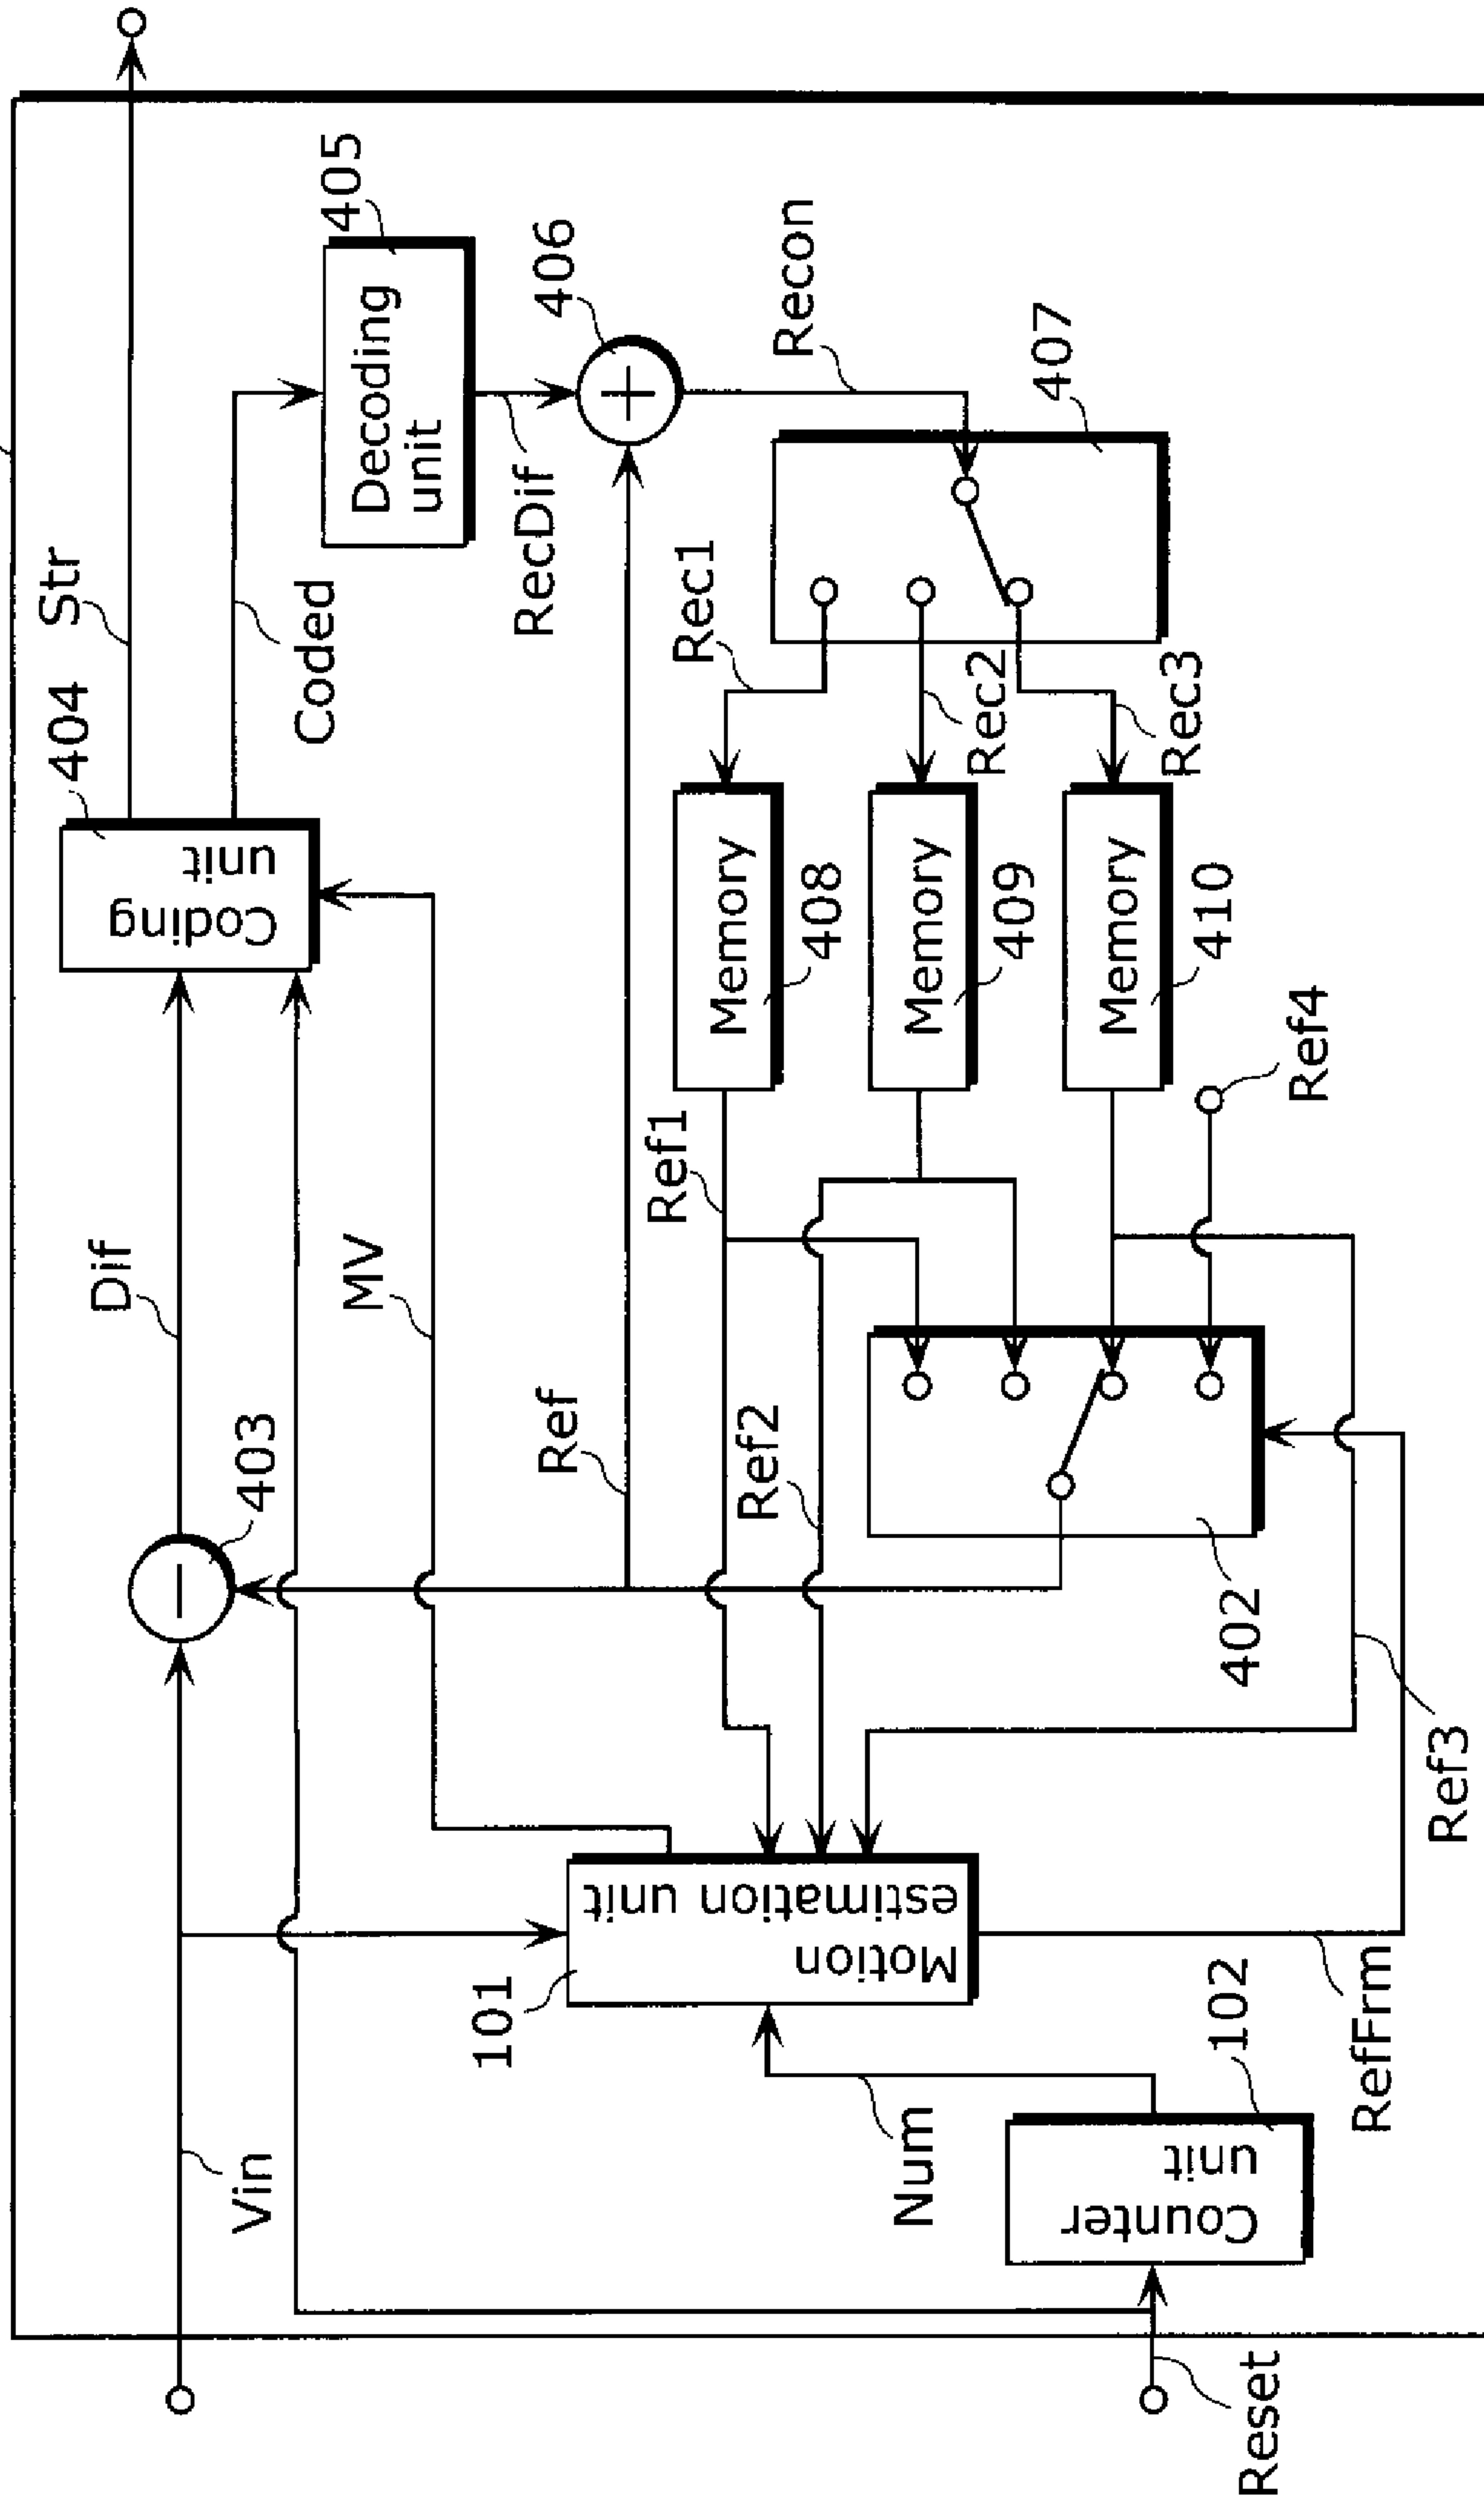 Vin
Dif
403
404
Str
Coding
unit
Coded
405
Decoding
unit
MV
RecDif
406
101
Motion
estimation unit
Ref
Ref1
Rec1
Recon
Ref2
Memory
408
407
Num
Memory
409
Rec2
Counter
unit
102
402
Memory
410
Rec3
Reset
RefFrm
Ref3
Ref4